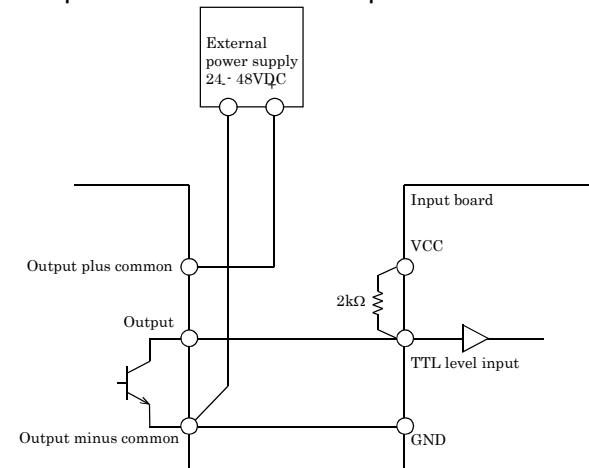 External
power supply
24 - 48VDC
- +
Input board
VCC
Output plus common
2kΩ
Output
TTL level input
Output minus common
GND